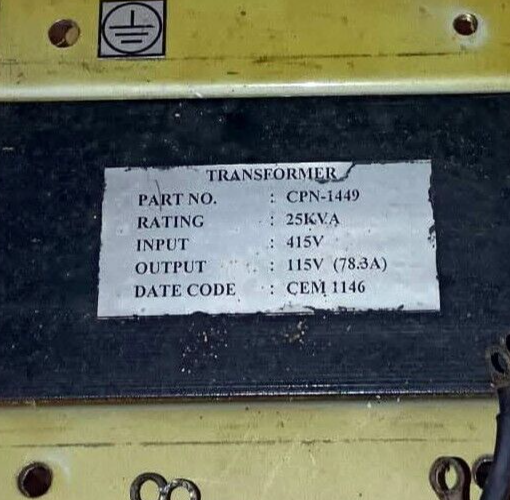 TRANSFORMER
PART NO. : CPN-1449
RATING : 25KVA
INPUT : 415V
OUTPUT : 115V (78.3A)
DATE CODE : CEM 1146